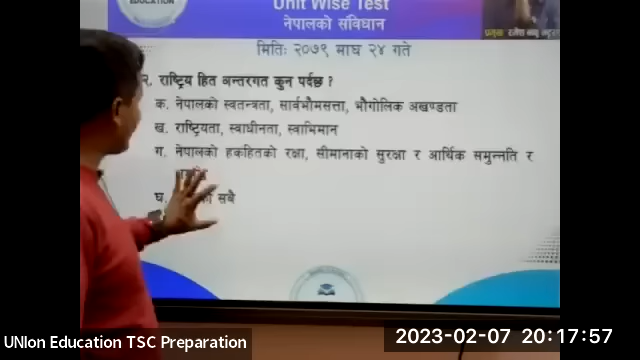 EDUCATION
Unit Wise Test
नेपालको संविधान
मितिः २०७९ माघ २४ गते
२. राष्ट्रिय हित अन्तरगत कुन पर्दछ ?
क. नेपालको स्वतन्त्रता, सार्वभौमसत्ता, भौगोलिक अखण्डता
ख. राष्ट्रियता, स्वाधीनता, स्वाभिमान
ग. नेपालको हकहितको रक्षा, सीमानाको सुरक्षा र आर्थिक समुन्नति र
घ. सबै
UNIon Education TSC Preparation
2023-02-07 20:17:57